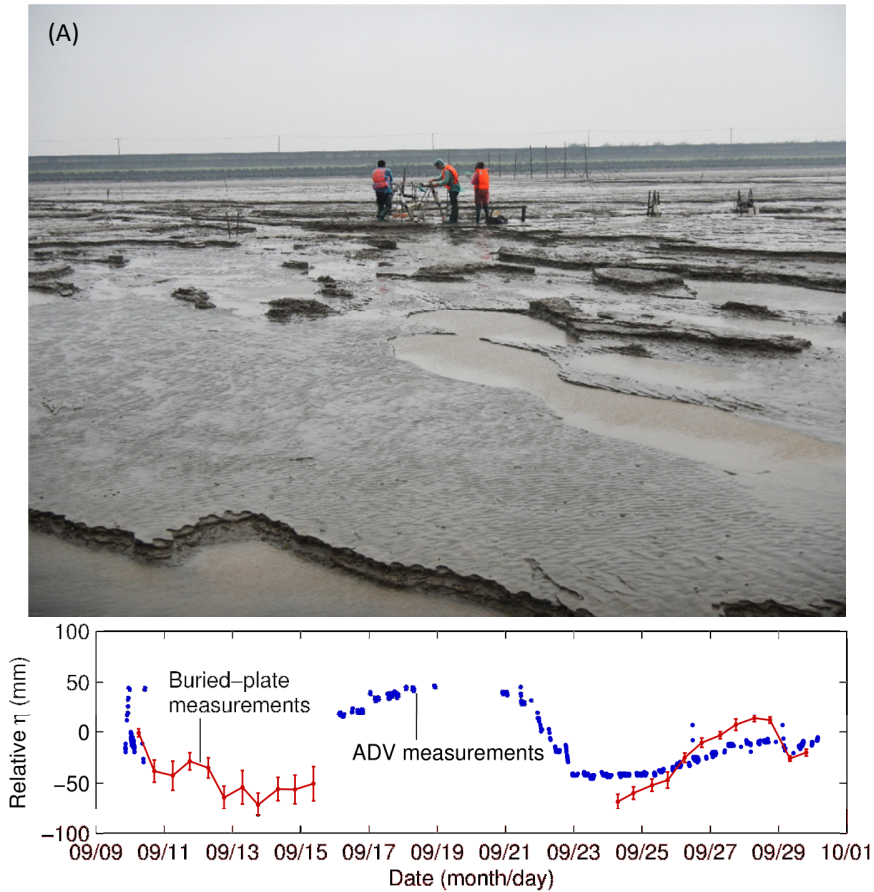 (A)
100
50
0
−50
−100
Relative η (mm)
Buried−plate
measurements
ADV measurements
09/09 09/11 09/13 09/15 09/17 09/19 09/21 09/23 09/25 09/27 09/29 10/01
Date (month/day)